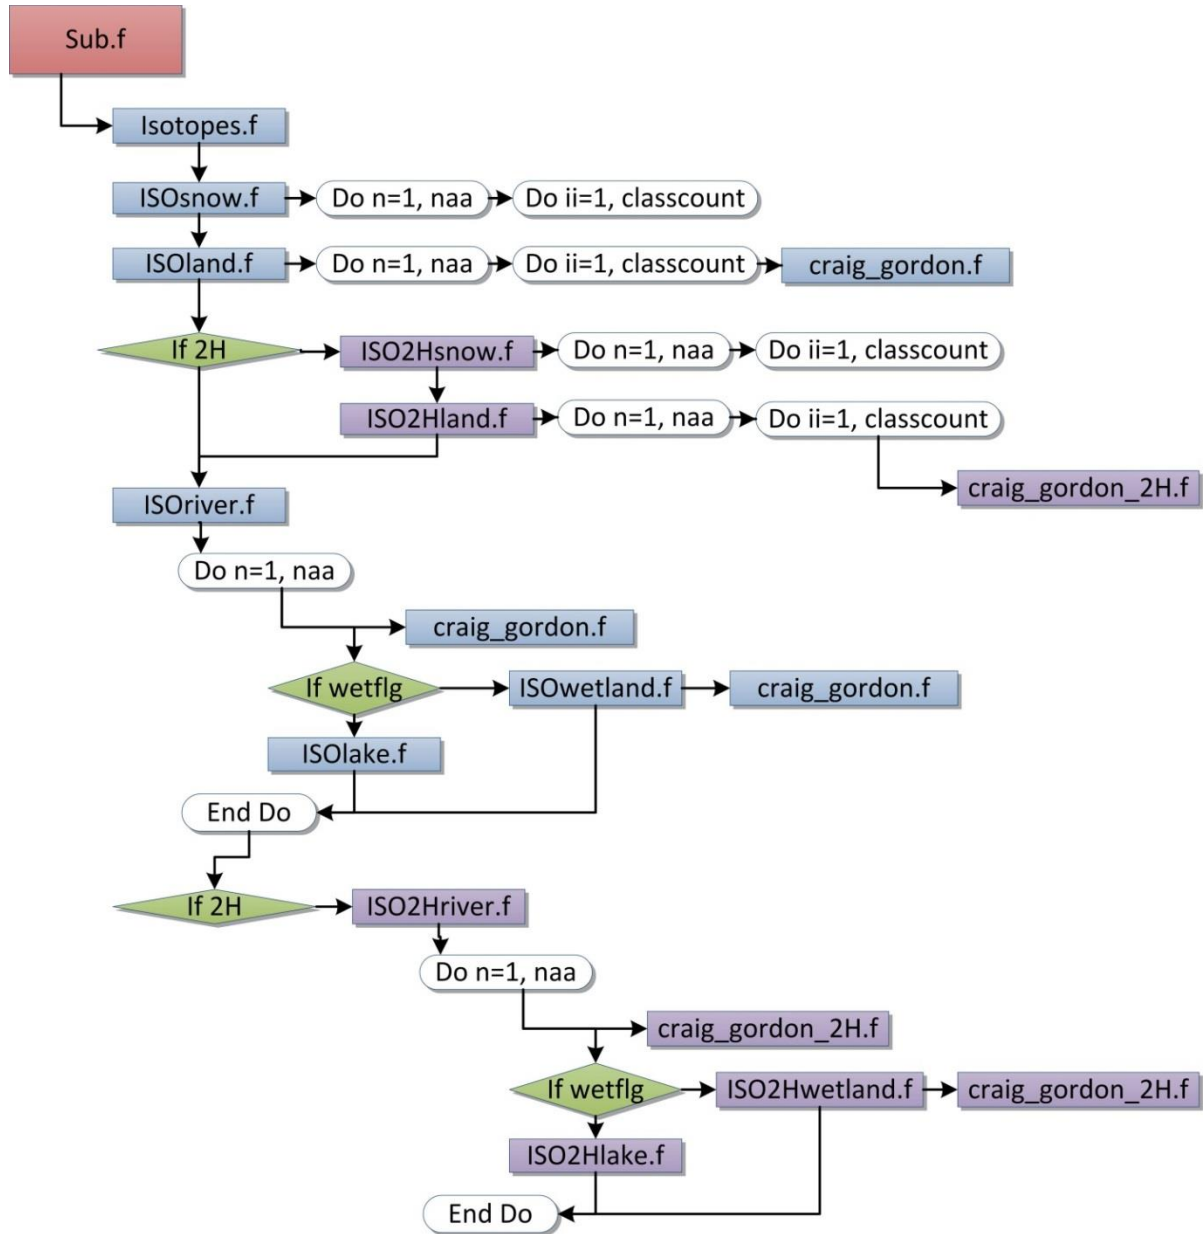 Sub.f
Isotopes.f
ISOsnow.f
Do n=1, naa
Do ii=1, classcount
ISOland.f
Do n=1, naa
Do ii=1, classcount
craig_gordon.f
If 2H
ISO2Hsnow.f
Do n=1, naa
Do ii=1, classcount
ISO2Hland.f
Do n=1, naa
Do ii=1, classcount
craig_gordon_2H.f
ISOriver.f
Do n=1, naa
craig_gordon.f
If wetflg
ISOwetland.f
craig_gordon.f
ISOlake.f
End Do
If 2H
ISO2Hriver.f
Do n=1, naa
craig_gordon_2H.f
If wetflg
ISO2Hwetland.f
craig_gordon_2H.f
ISO2Hlake.f
End Do